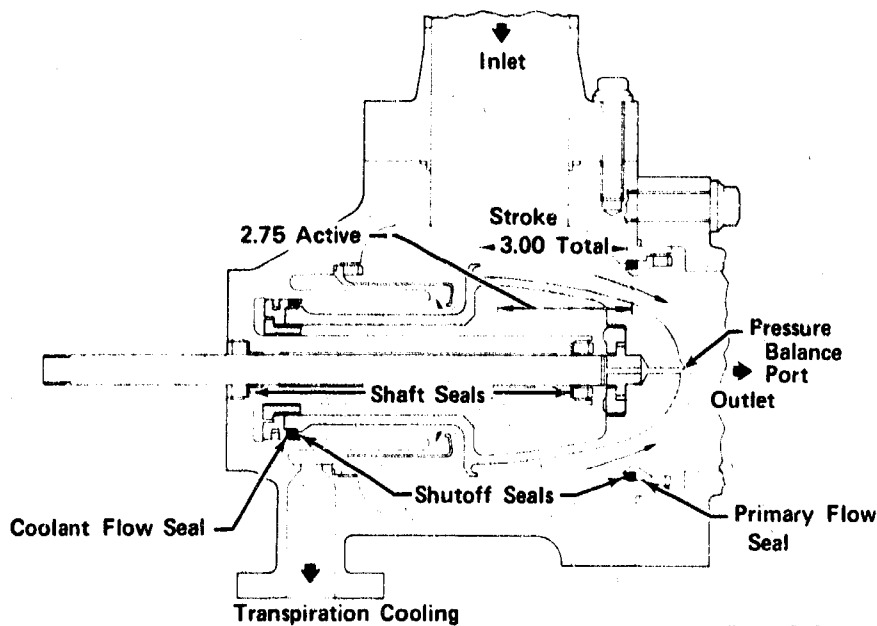 Inlet
Stroke
2.75 Active
3.00 Total
Pressure
Balance
Port
Outlet
Shaft Seals
Shutoff Seals
Coolant Flow Seal
Primary Flow
Seal
Transpiration Cooling